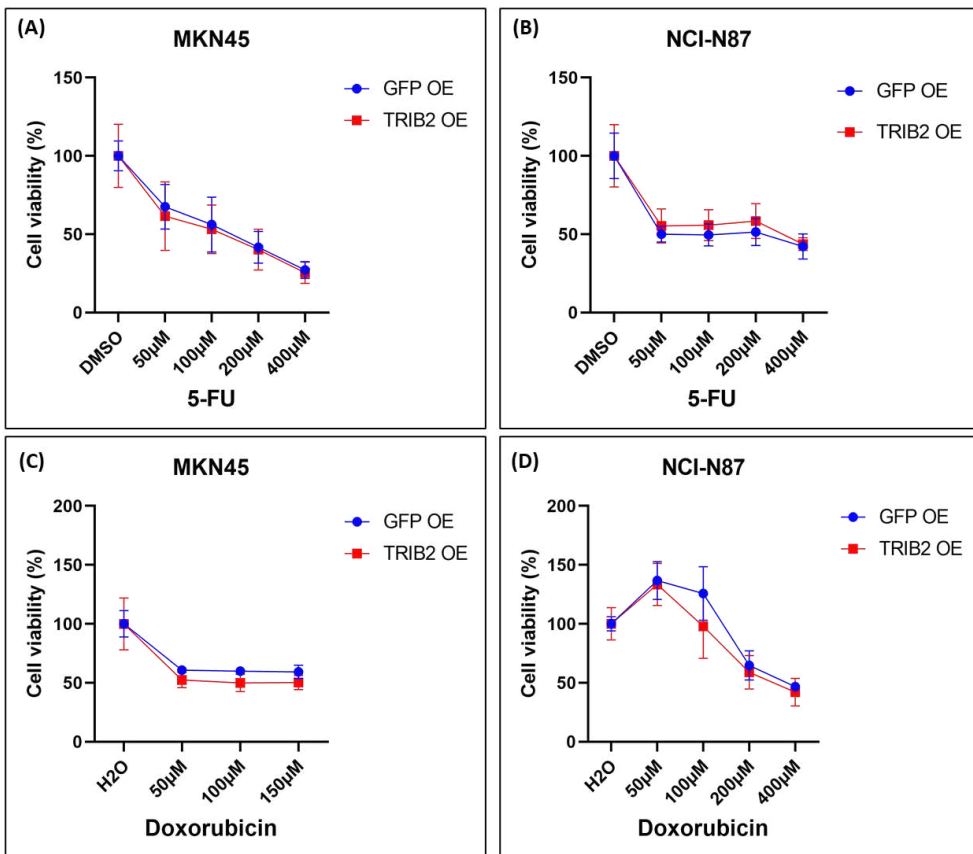 (A)
MKN45
150
100
50
0
Cell viability (%)
GFP OE
TRIB2 OE
DMSO
50µM
100µM
200µM
400µM
5-FU
(B)
NCI-N87
150
100
50
0
Cell viability (%)
GFP OE
TRIB2 OE
DMSO
50µM
100µM
200µM
400µM
5-FU
(C)
MKN45
200
150
100
50
0
Cell viability (%)
GFP OE
TRIB2 OE
H2O
50µM
100µM
150µM
Doxorubicin
(D)
NCI-N87
200
150
100
50
0
Cell viability (%)
GFP OE
TRIB2 OE
H2O
50µM
100µM
200µM
400µM
Doxorubicin